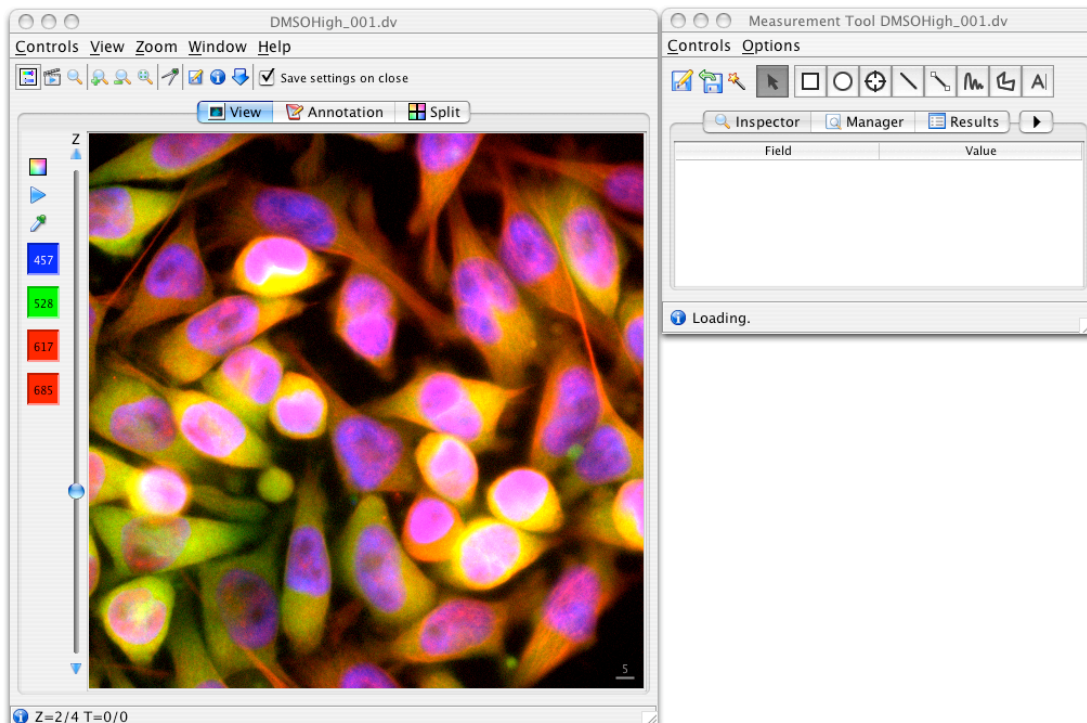 DMSOHigh_001.dv
Controls View Zoom Window Help
Save settings on close
View Annotation Split
Z
457
528
617
685
5
Z=2/4 T=0/0
Measurement Tool DMSOHigh_001.dv
Controls Options
A
Inspector Manager Results
Field Value
Loading.